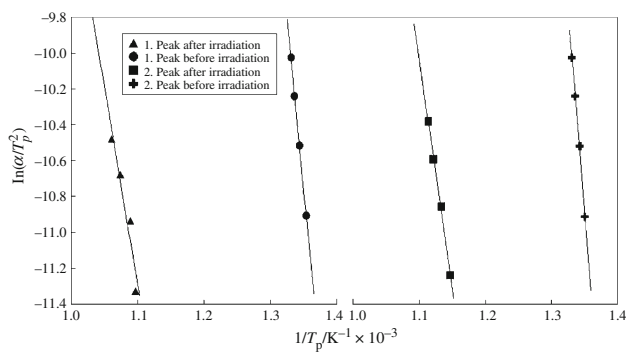 −9.8
−10.0
−10.2
−10.4
−10.6
−10.8
−11.0
−11.2
−11.4
ln(α/Tp²)
1. Peak after irradiation
1. Peak before irradiation
2. Peak after irradiation
2. Peak before irradiation
1.0 1.1 1.2 1.3 1.4 1.0 1.1 1.2 1.3 1.4
1/Tp/K⁻¹ × 10⁻³